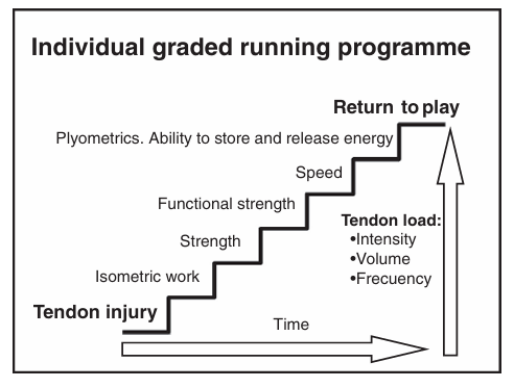 Individual graded running programme
Return to play
Plyometrics. Ability to store and release energy
Speed
Functional strength
Strength
Isometric work
Tendon injury
Tendon load:
•Intensity
•Volume
•Frecuency
Time